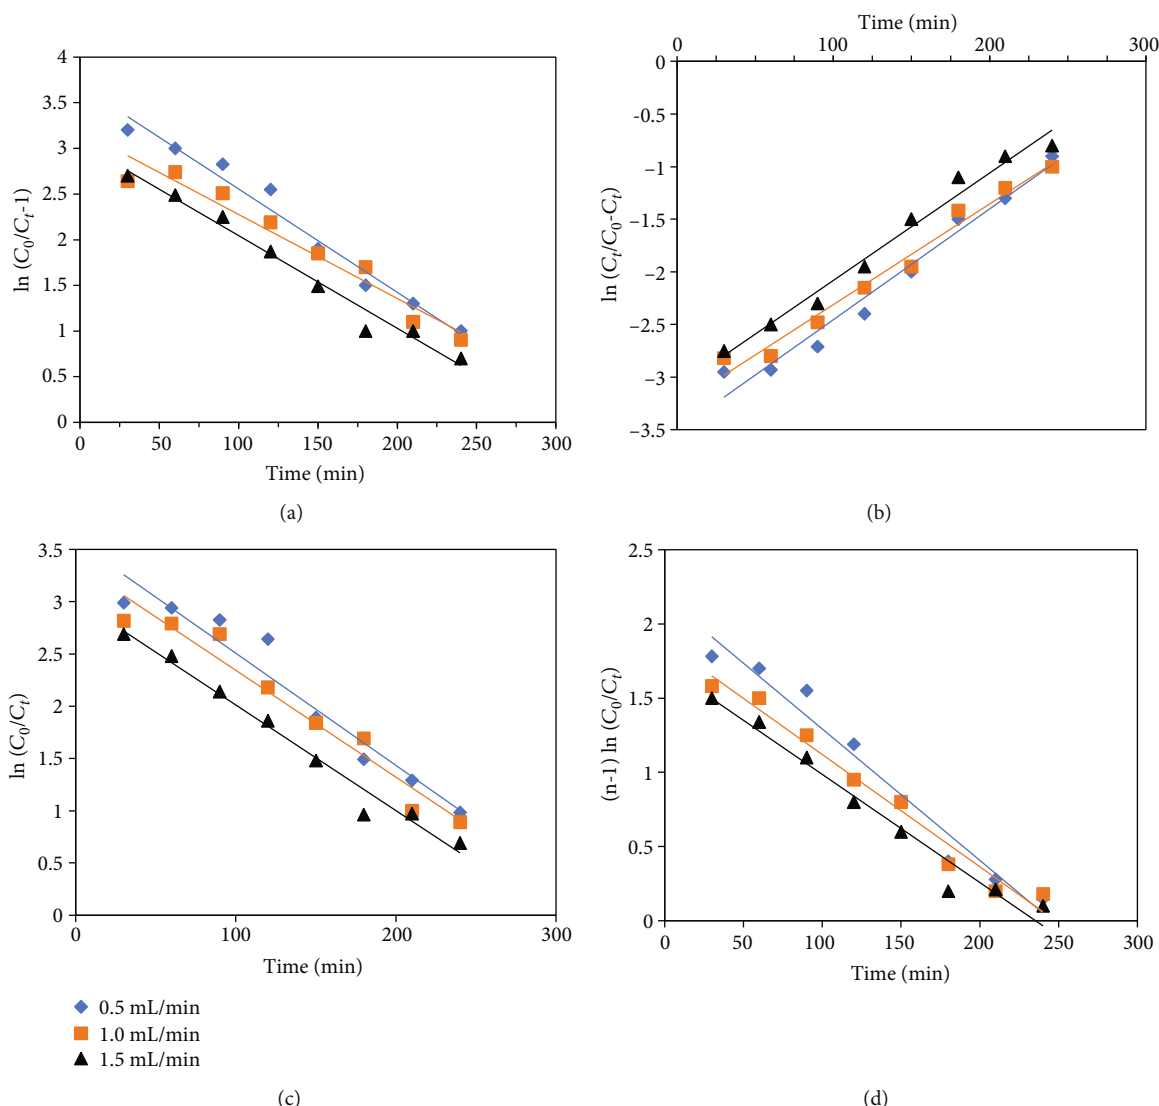 4
3.5
3
2.5
2
1.5
1
0.5
0
ln (C0/Ct-1)
0 50 100 150 200 250 300
Time (min)
(a)
Time (min)
0 100 200 300
0
-0.5
−1
−1.5
−2
−2.5
−3
−3.5
ln (Ct/C0-Ct)
(b)
3.5
3
2.5
2
1.5
1
0.5
0
ln (C0/Ct)
0 100 200 300
Time (min)
0.5 mL/min
1.0 mL/min
1.5 mL/min
(c)
2.5
2
1.5
1
0.5
0
(n-1) ln (C0/Ct)
0 50 100 150 200 250 300
Time (min)
(d)